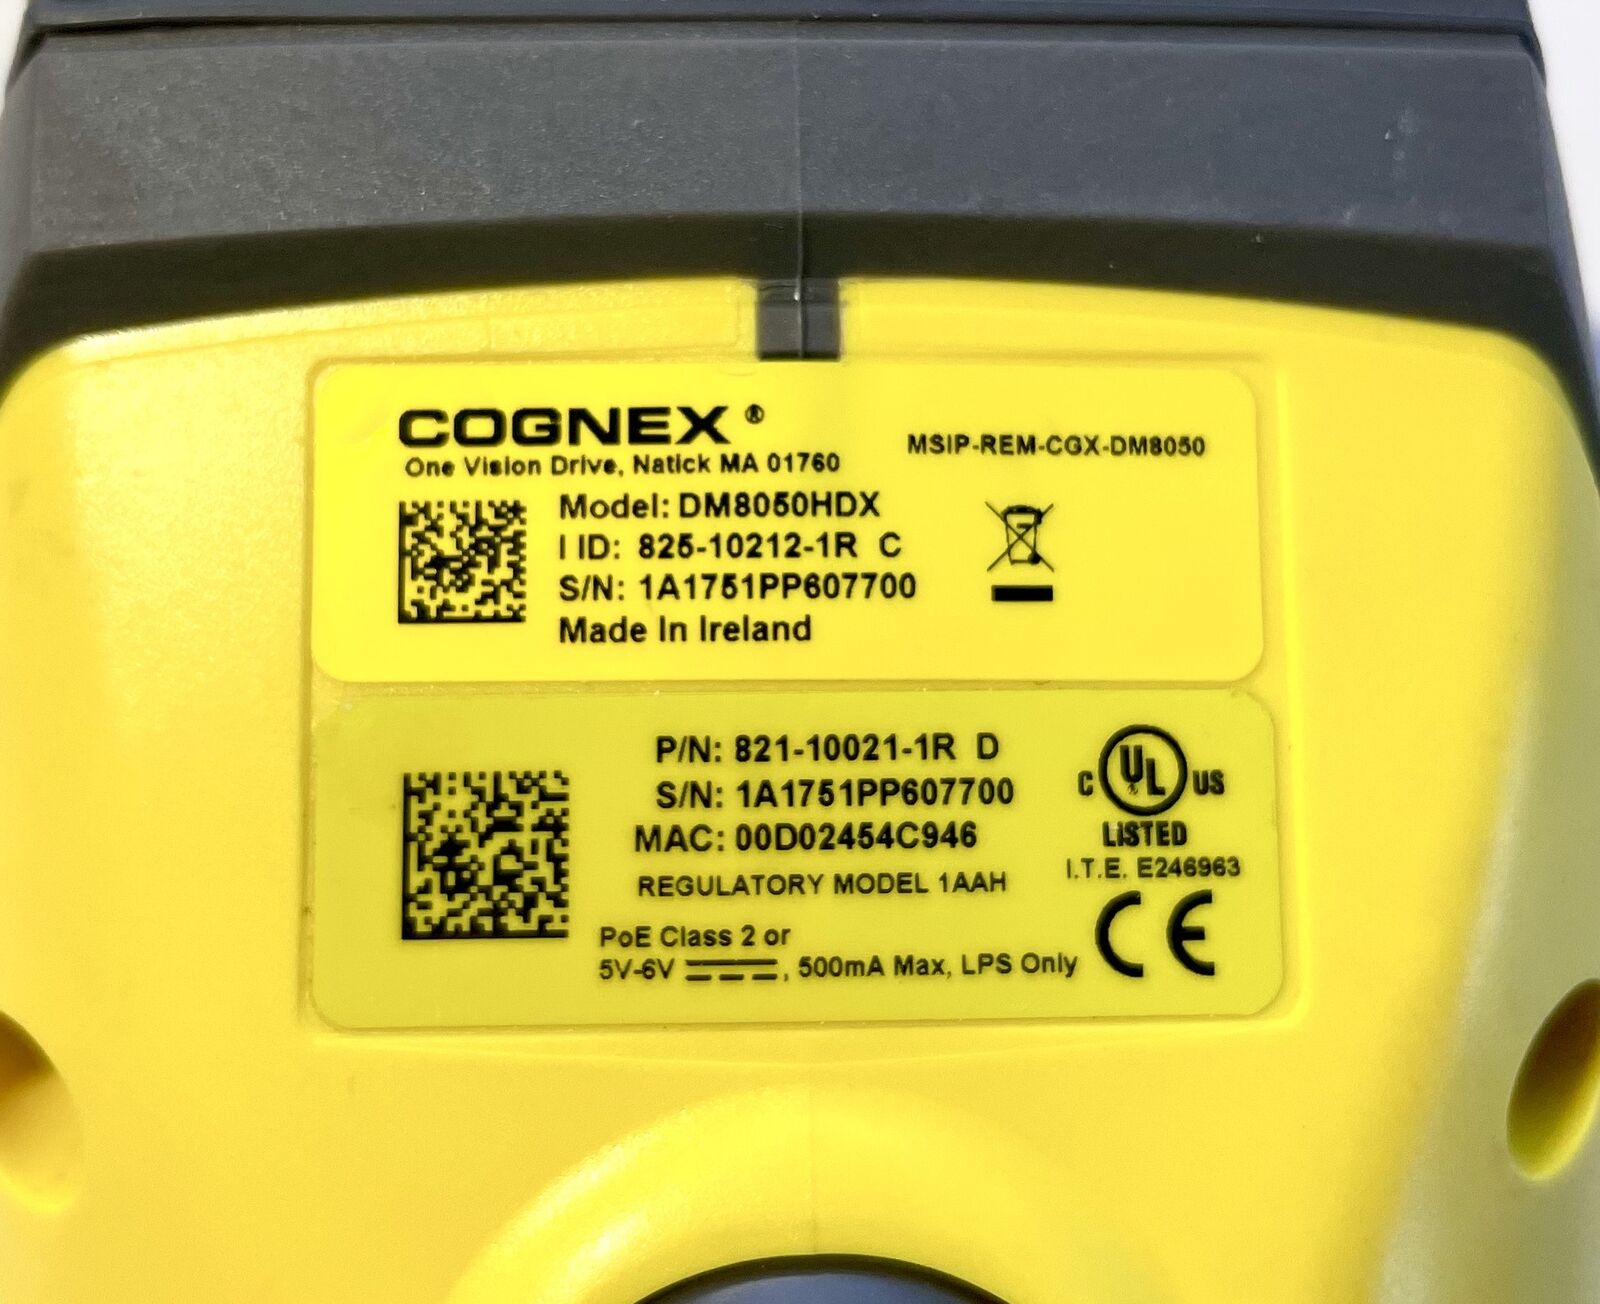 COGNEX ®
One Vision Drive, Natick MA 01760
MSIP-REM-CGX-DM8050
Model: DM8050HDX
I ID: 825-10212-1R C
S/N: 1A1751PP607700
Made In Ireland
P/N: 821-10021-1R D
S/N: 1A1751PP607700
MAC: 00D02454C946
REGULATORY MODEL 1AAH
PoE Class 2 or
5V-6V ⎓, 500mA Max, LPS Only
C UL US
LISTED
I.T.E. E246963
CE